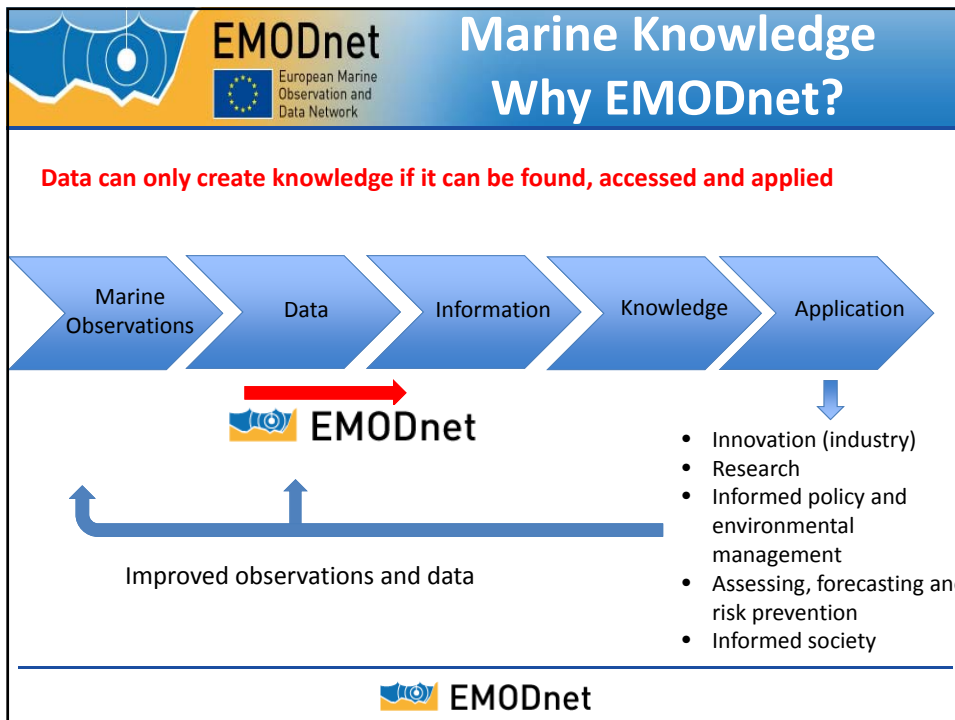 EMODnet
European Marine
Observation and
Data Network
Marine Knowledge
Why EMODnet?
Data can only create knowledge if it can be found, accessed and applied
Marine
Observations
Data
Information
Knowledge
Application
EMODnet
• Innovation (industry)
• Research
• Informed policy and
environmental
management
• Assessing, forecasting an
risk prevention
• Informed society
Improved observations and data
EMODnet